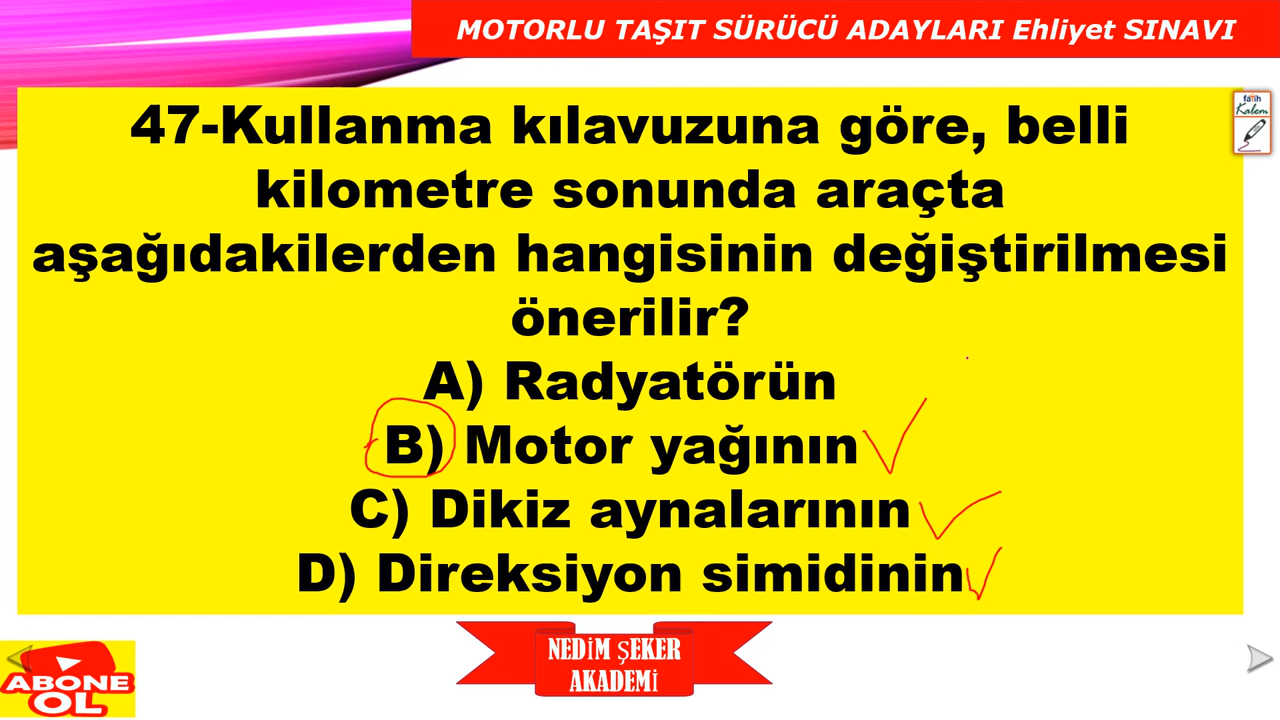 MOTORLU TAŞIT SÜRÜCÜ ADAYLARI Ehliyet SINAVI
fatih
Kalem
47-Kullanma kılavuzuna göre, belli
kilometre sonunda araçta
aşağıdakilerden hangisinin değiştirilmesi
önerilir?
A) Radyatörün
B) Motor yağının
C) Dikiz aynalarının
D) Direksiyon simidinin
NEDİM ŞEKER
AKADEMİ
ABONE
OL